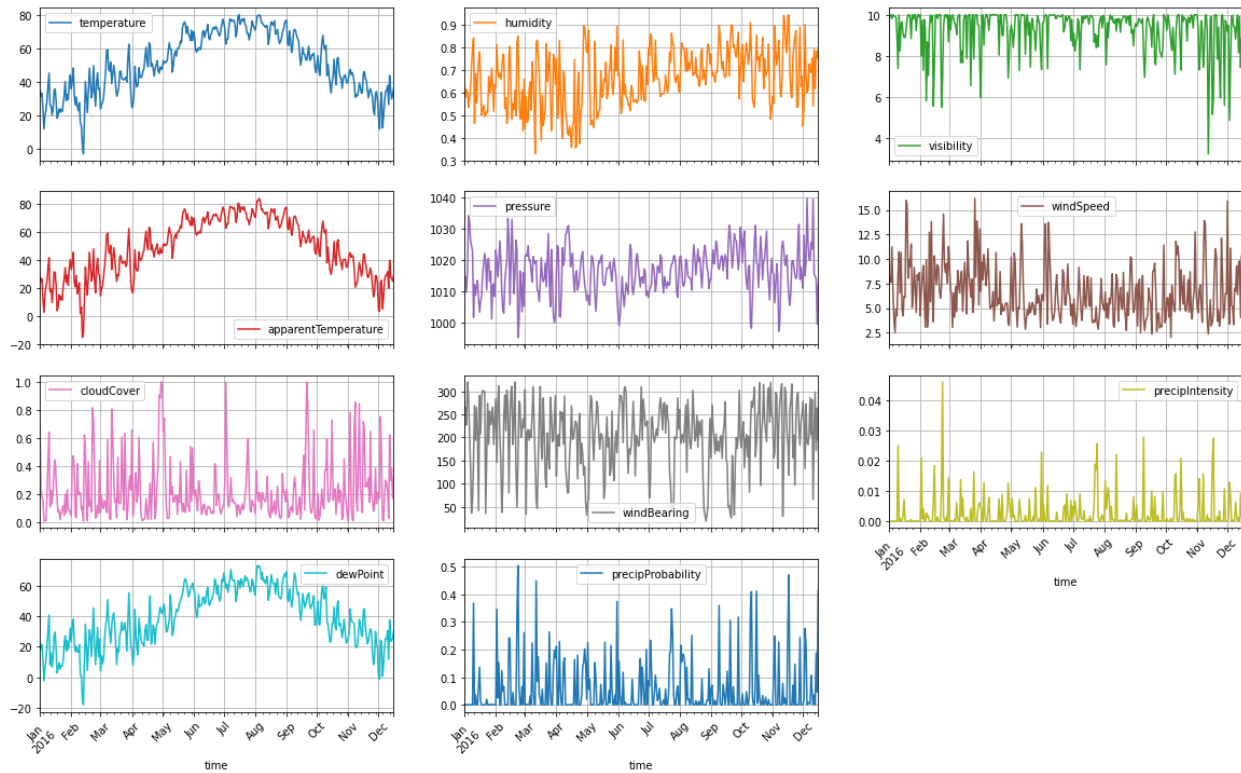 temperature
80
60
40
20
0
humidity
0.9
0.8
0.7
0.6
0.5
0.4
0.3
visibility
10
8
6
4
apparentTemperature
80
60
40
20
0
−20
pressure
1040
1030
1020
1010
1000
windSpeed
15.0
12.5
10.0
7.5
5.0
2.5
cloudCover
1.0
0.8
0.6
0.4
0.2
0.0
windBearing
300
250
200
150
100
50
precipIntensity
0.04
0.03
0.02
0.01
0.00
Jan
2016
Feb
Mar
Apr
May
Jun
Jul
Aug
Sep
Oct
Nov
Dec
time
dewPoint
60
40
20
0
−20
Jan
2016
Feb
Mar
Apr
May
Jun
Jul
Aug
Sep
Oct
Nov
Dec
time
precipProbability
0.5
0.4
0.3
0.2
0.1
0.0
Jan
2016
Feb
Mar
Apr
May
Jun
Jul
Aug
Sep
Oct
Nov
Dec
time